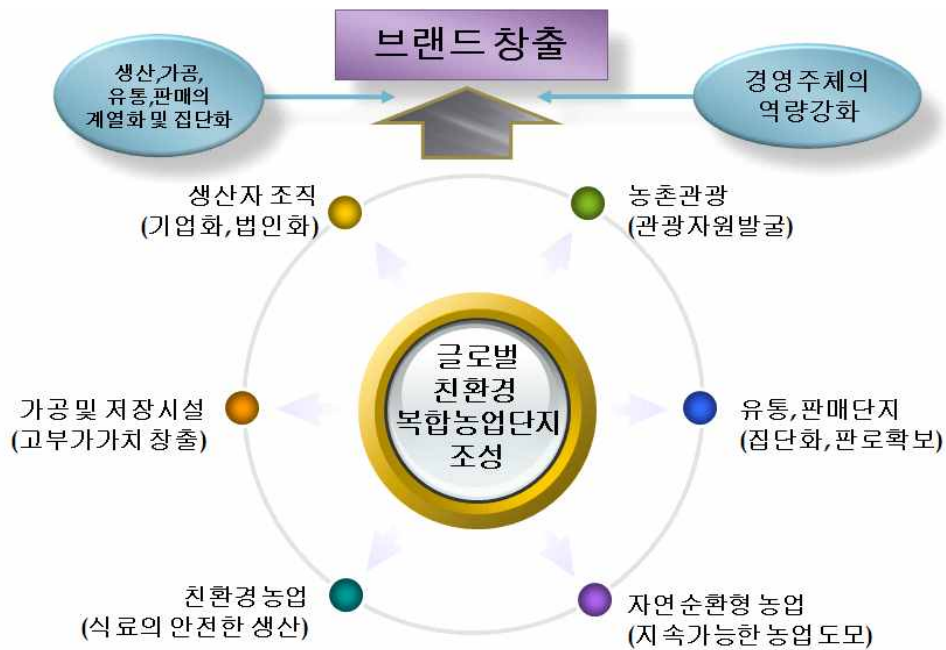 브랜드 창출
생산,가공,
유통,판매의
계열화 및 집단화
경영주체의
역량강화
생산자 조직
(기업화,법인화)
농촌관광
(관광자원발굴)
글로벌
친환경
복합농업단지
조성
가공 및 저장시설
(고부가가치 창출)
유통,판매단지
(집단화,판로확보)
친환경 농업
(식료의 안전한 생산)
자연순환형 농업
(지속가능한 농업 도모)